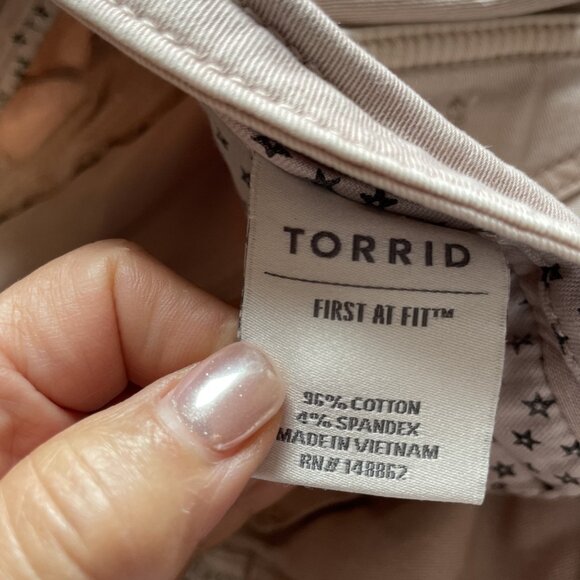 TORRID
FIRST AT FIT™
96% COTTON
4% SPANDEX
MADE IN VIETNAM
RN# 148862